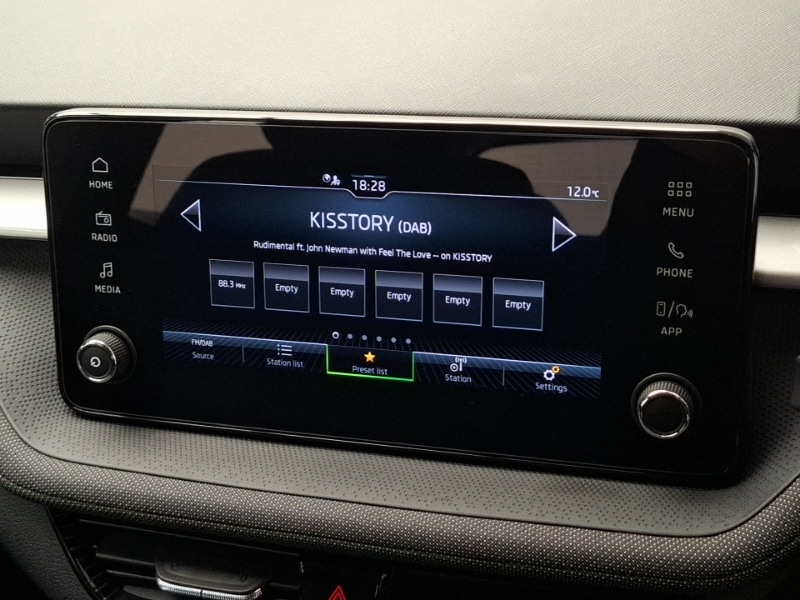 18:28
12.0°C
HOME
RADIO
MEDIA
KISSTORY (DAB)
Rudimental ft. John Newman with Feel The Love -- on KISSTORY
88.3 MHz Empty Empty Empty Empty Empty
FM/DAB
Source Station list Preset list Station Settings
MENU
PHONE
APP